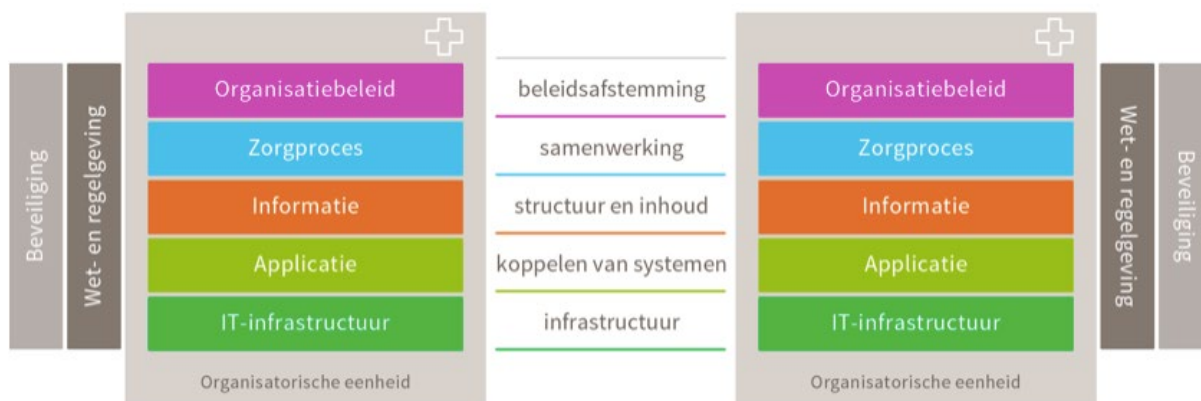 Beveiliging
Wet- en regelgeving
Organisatiebeleid
Zorgproces
Informatie
Applicatie
IT-infrastructuur
Organisatorische eenheid
beleidsafstemming
samenwerking
structuur en inhoud
koppelen van systemen
infrastructuur
Organisatiebeleid
Zorgproces
Informatie
Applicatie
IT-infrastructuur
Organisatorische eenheid
Wet- en regelgeving
Beveiliging